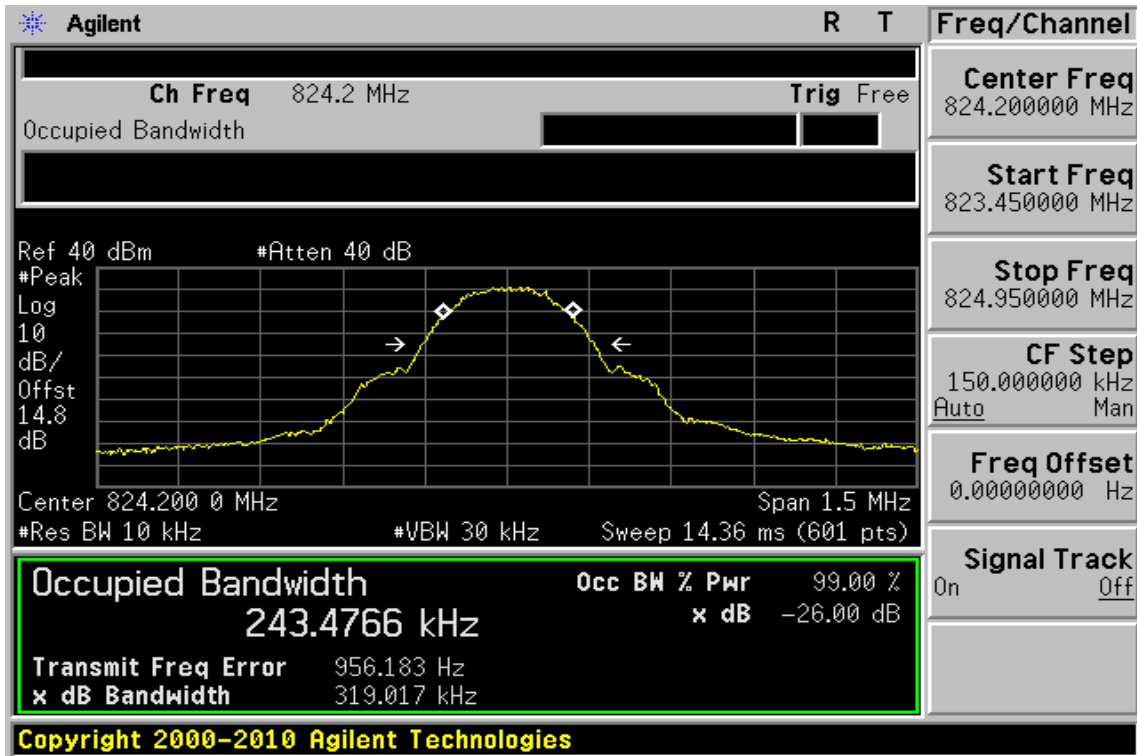 Agilent R T
Ch Freq 824.2 MHz Trig Free
Occupied Bandwidth
Ref 40 dBm #Atten 40 dB
#Peak
Log
10
dB/
Offst
14.8
dB
Center 824.200 0 MHz Span 1.5 MHz
#Res BW 10 kHz #VBW 30 kHz Sweep 14.36 ms (601 pts)
Occupied Bandwidth
243.4766 kHz
Occ BW % Pwr 99.00 %
x dB -26.00 dB
Transmit Freq Error 956.183 Hz
x dB Bandwidth 319.017 kHz
Copyright 2000-2010 Agilent Technologies
Freq/Channel
Center Freq
824.200000 MHz
Start Freq
823.450000 MHz
Stop Freq
824.950000 MHz
CF Step
150.000000 kHz
Auto Man
Freq Offset
0.00000000 Hz
Signal Track
On Off